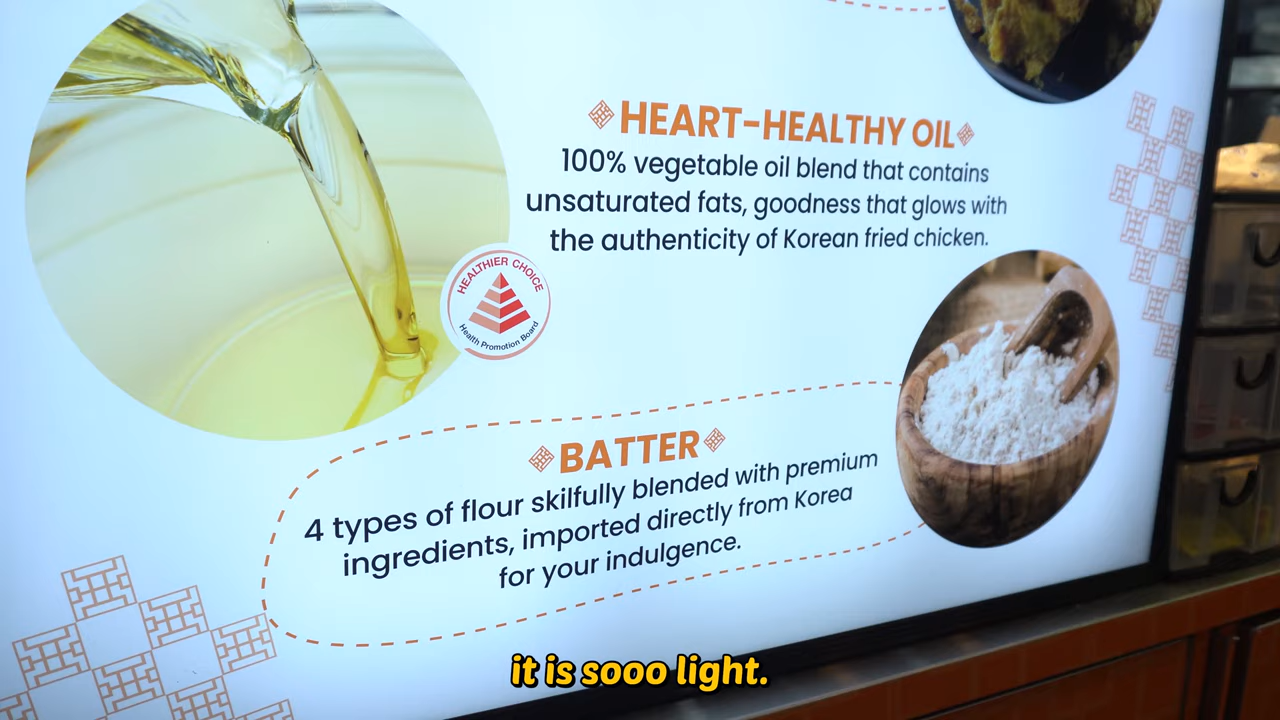 HEART-HEALTHY OIL
100% vegetable oil blend that contains
unsaturated fats, goodness that glows with
the authenticity of Korean fried chicken.
HEALTHIER CHOICE
Health Promotion Board
BATTER
4 types of flour skilfully blended with premium
ingredients, imported directly from Korea
for your indulgence.
it is sooo light.